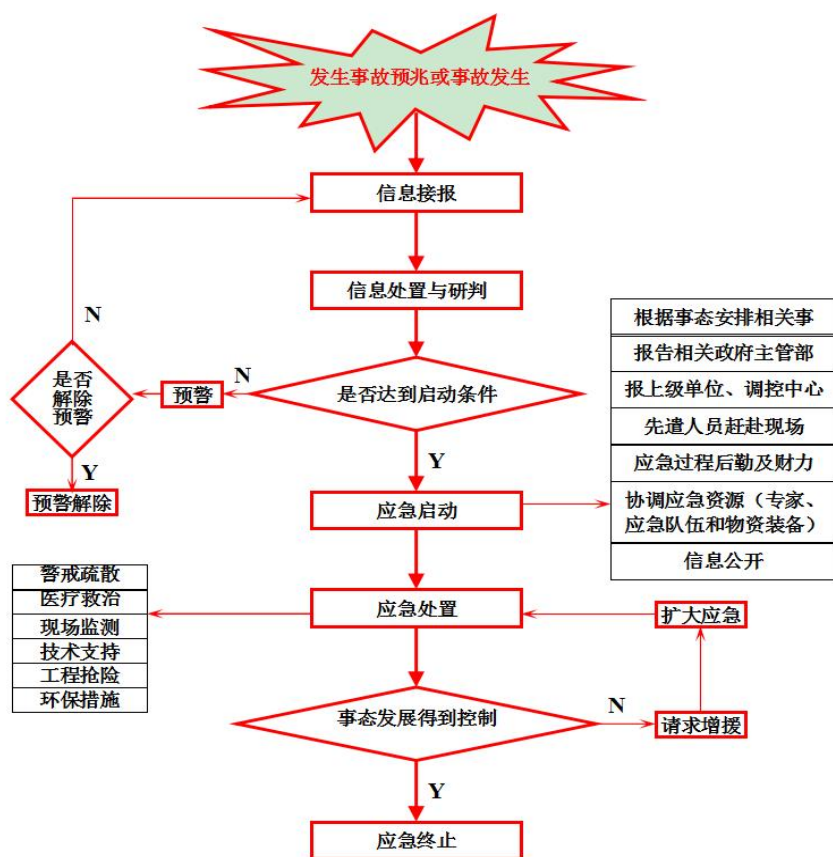 发生事故预兆或事故发生
信息接报
信息处置与研判
N
是否
解除
预警
预警
N
是否达到启动条件
Y
预警解除
Y
应急启动
根据事态安排相关事
报告相关政府主管部
报上级单位、调控中心
先遣人员赶赴现场
应急过程后勤及财力
协调应急资源（专家、
应急队伍和物资装备）
信息公开
警戒疏散
医疗救治
现场监测
技术支持
工程抢险
环保措施
应急处置
扩大应急
事态发展得到控制
N
请求增援
Y
应急终止